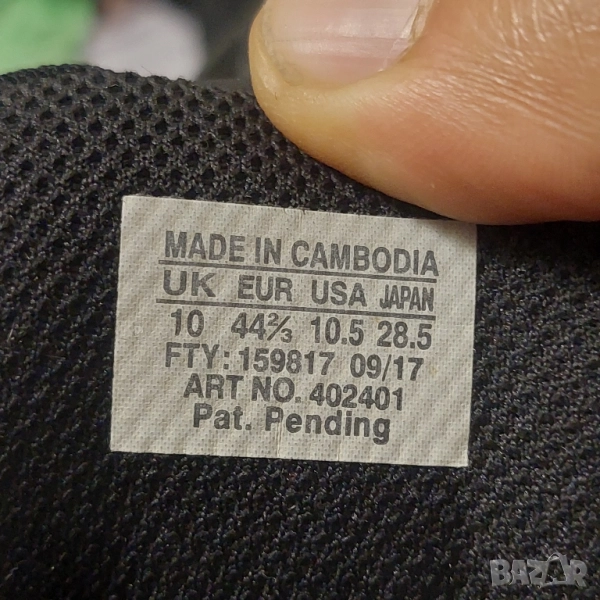 MADE IN CAMBODIA
UK EUR USA JAPAN
10 44⅔ 10.5 28.5
FTY: 159817 09/17
ART NO. 402401
Pat. Pending
BAZAR